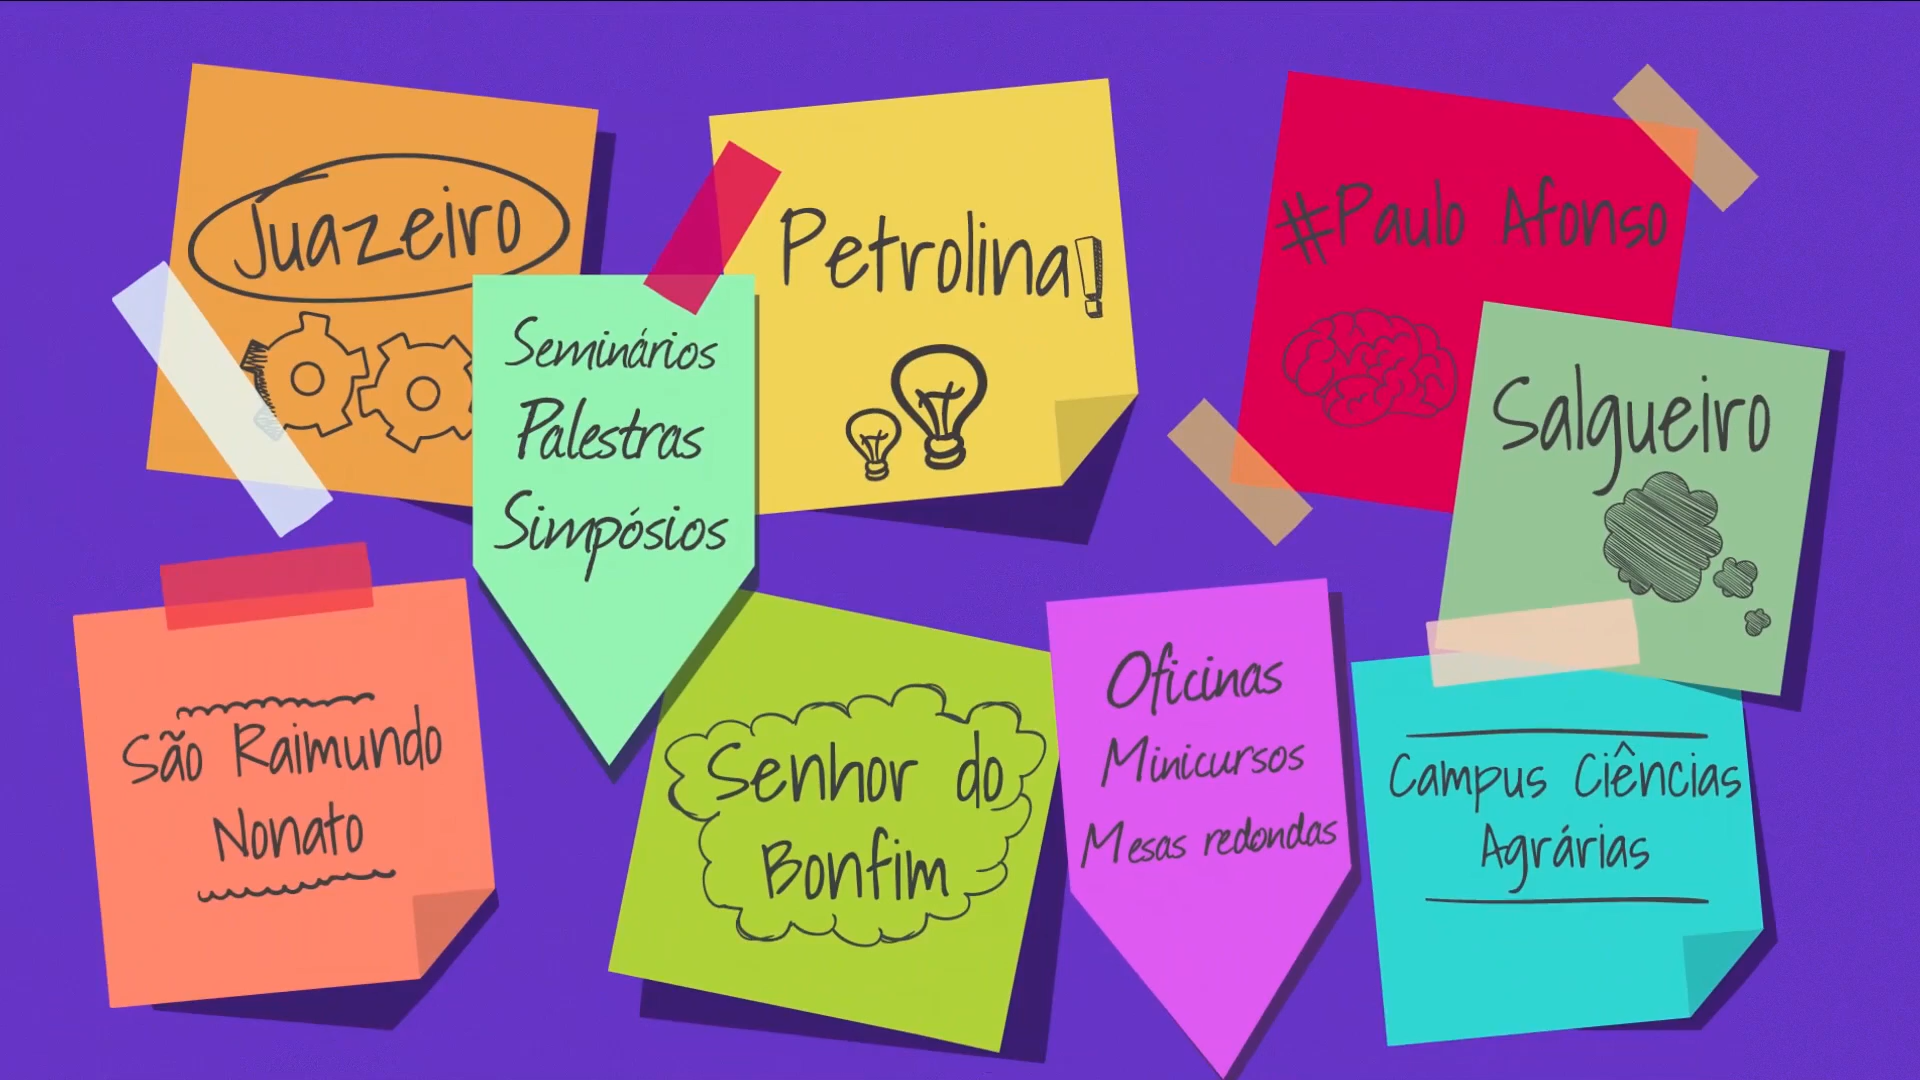 Juazeiro
Seminários
Palestras
Simpósios
Petrolina!
#Paulo Afonso
Salgueiro
São Raimundo
Nonato
Senhor do
Bonfim
Oficinas
Minicursos
Mesas redondas
Campus Ciências
Agrárias